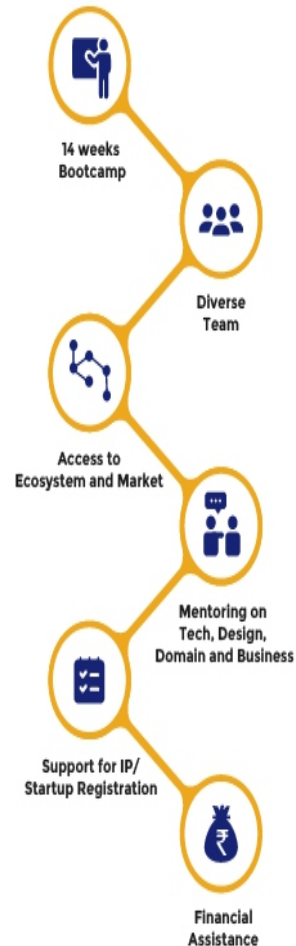 14 weeks
Bootcamp
Diverse
Team
Access to
Ecosystem and Market
Mentoring on
Tech, Design,
Domain and Business
Support for IP/
Startup Registration
₹
Financial
Assistance